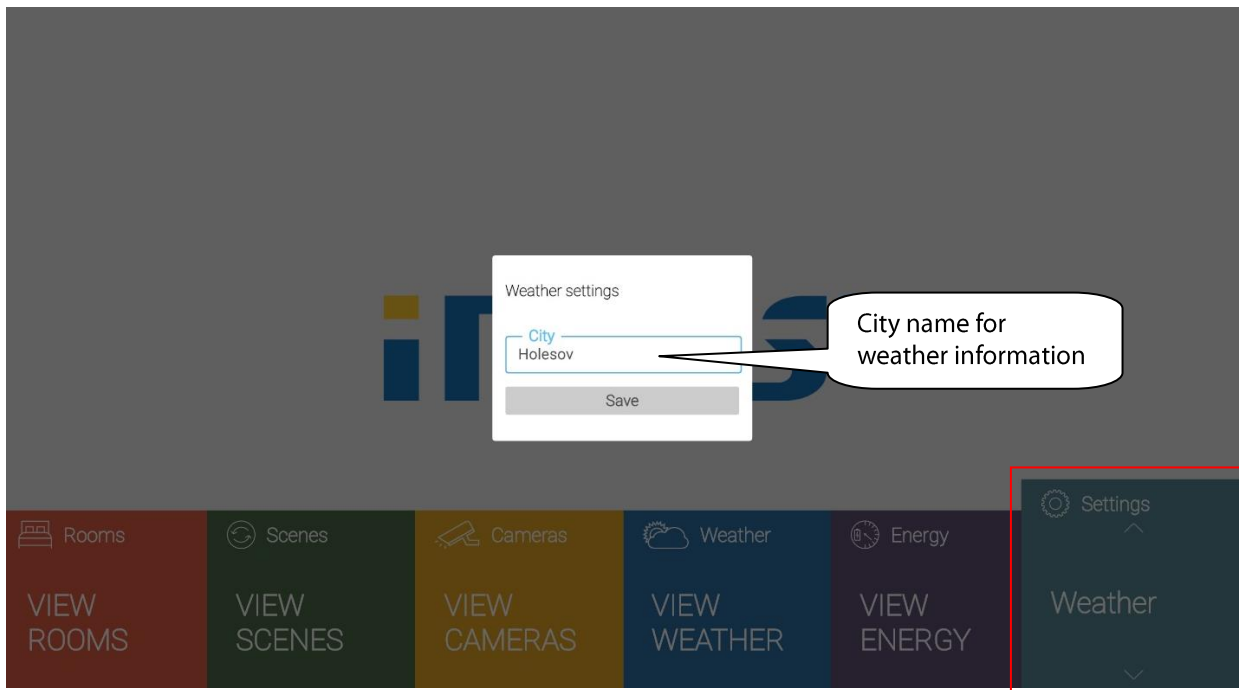 Weather settings
City
Holesov
Save
City name for
weather information
Settings
Rooms
Scenes
Cameras
Weather
Energy
VIEW
ROOMS
VIEW
SCENES
VIEW
CAMERAS
VIEW
WEATHER
VIEW
ENERGY
Weather